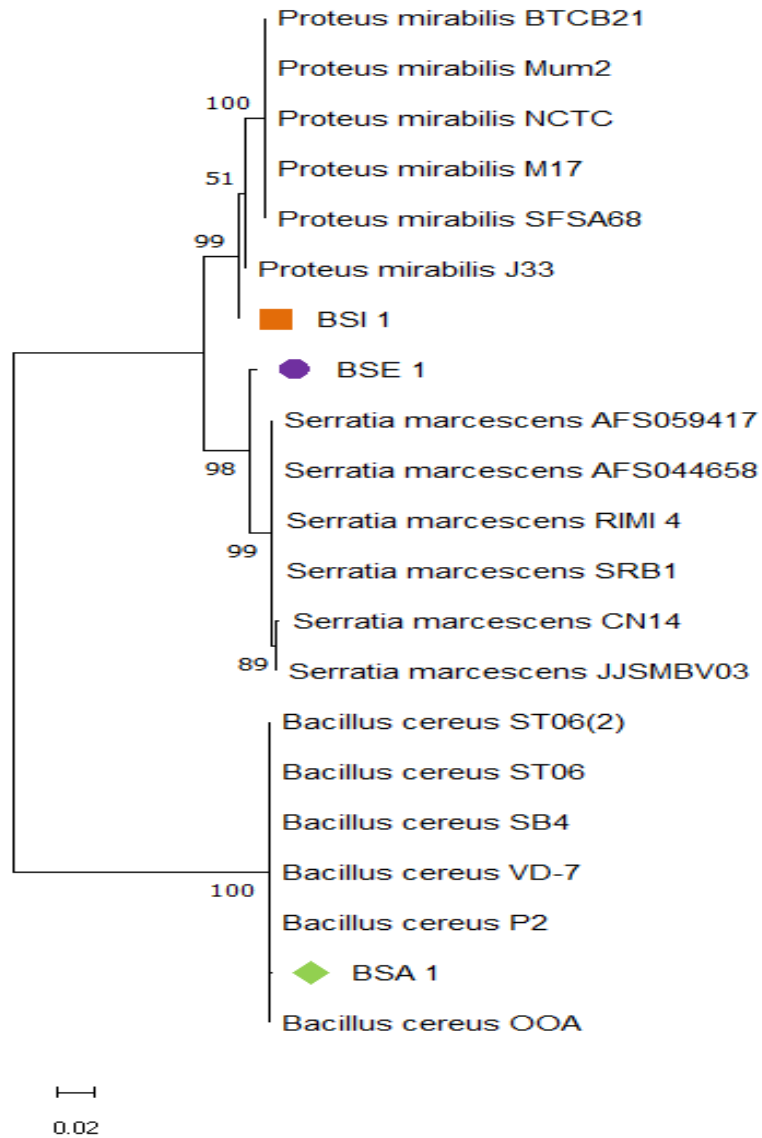 Proteus mirabilis BTCB21
Proteus mirabilis Mum2
100
Proteus mirabilis NCTC
Proteus mirabilis M17
51
Proteus mirabilis SFSA68
99
Proteus mirabilis J33
BSI 1
BSE 1
Serratia marcescens AFS059417
Serratia marcescens AFS044658
98
Serratia marcescens RIMI 4
99
Serratia marcescens SRB1
Serratia marcescens CN14
89
Serratia marcescens JJSMBV03
Bacillus cereus ST06(2)
Bacillus cereus ST06
Bacillus cereus SB4
Bacillus cereus VD-7
100
Bacillus cereus P2
BSA 1
Bacillus cereus OOA
0.02